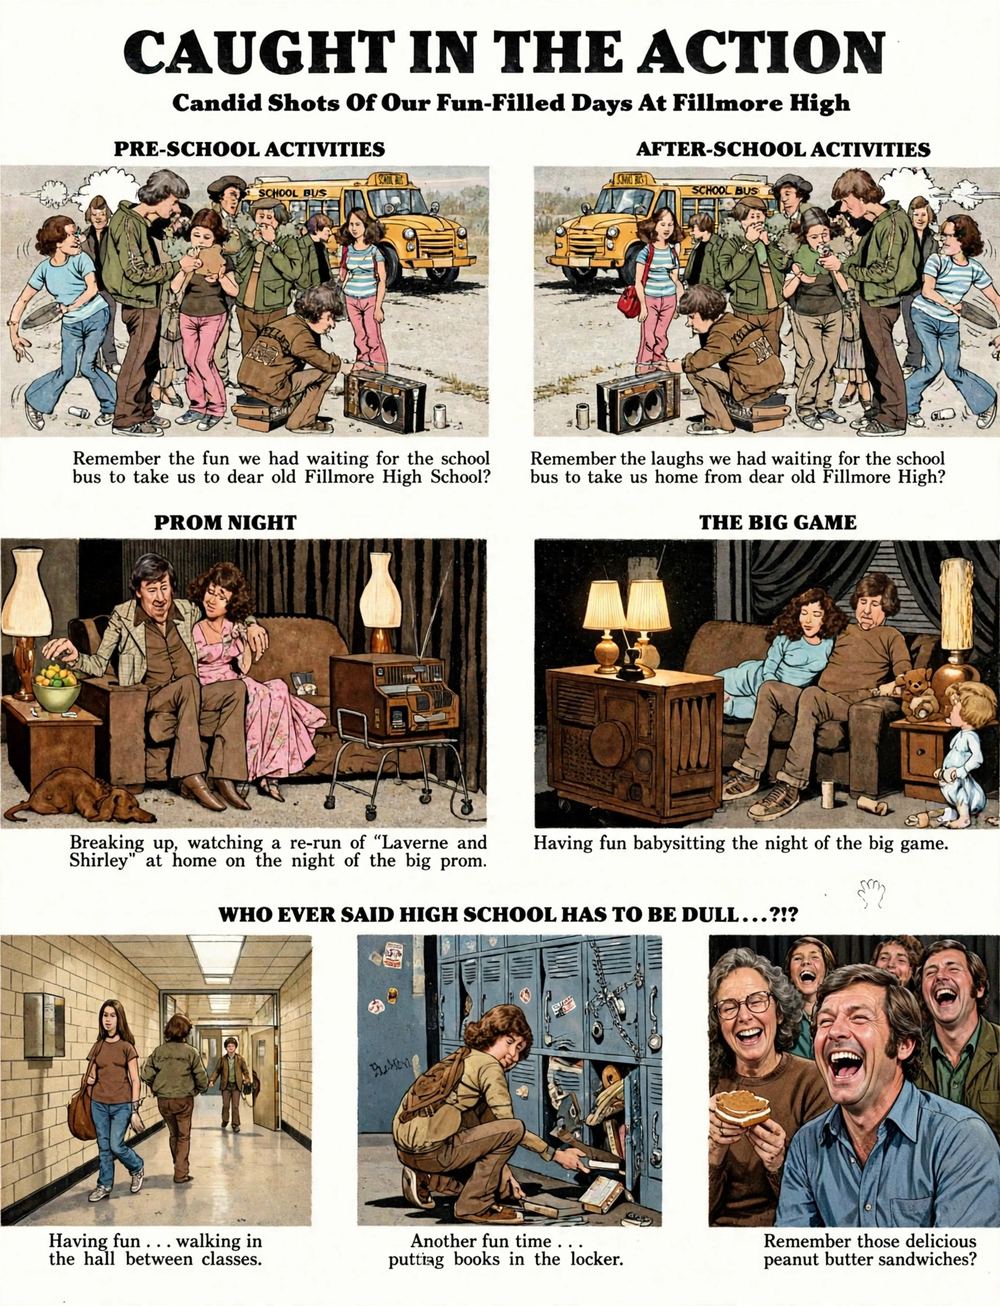 CAUGHT IN THE ACTION
Candid Shots Of Our Fun-Filled Days At Fillmore High
PRE-SCHOOL ACTIVITIES
SCHOOL BUS
SCHOOL BUS
Remember the fun we had waiting for the school
bus to take us to dear old Fillmore High School?
AFTER-SCHOOL ACTIVITIES
SCHOOL BUS
SCHOOL BUS
Remember the laughs we had waiting for the school
bus to take us home from dear old Fillmore High?
PROM NIGHT
Breaking up, watching a re-run of “Laverne and
Shirley” at home on the night of the big prom.
THE BIG GAME
Having fun babysitting the night of the big game.
WHO EVER SAID HIGH SCHOOL HAS TO BE DULL...?!?
Having fun . . . walking in
the hall between classes.
Another fun time . . .
putting books in the locker.
Remember those delicious
peanut butter sandwiches?